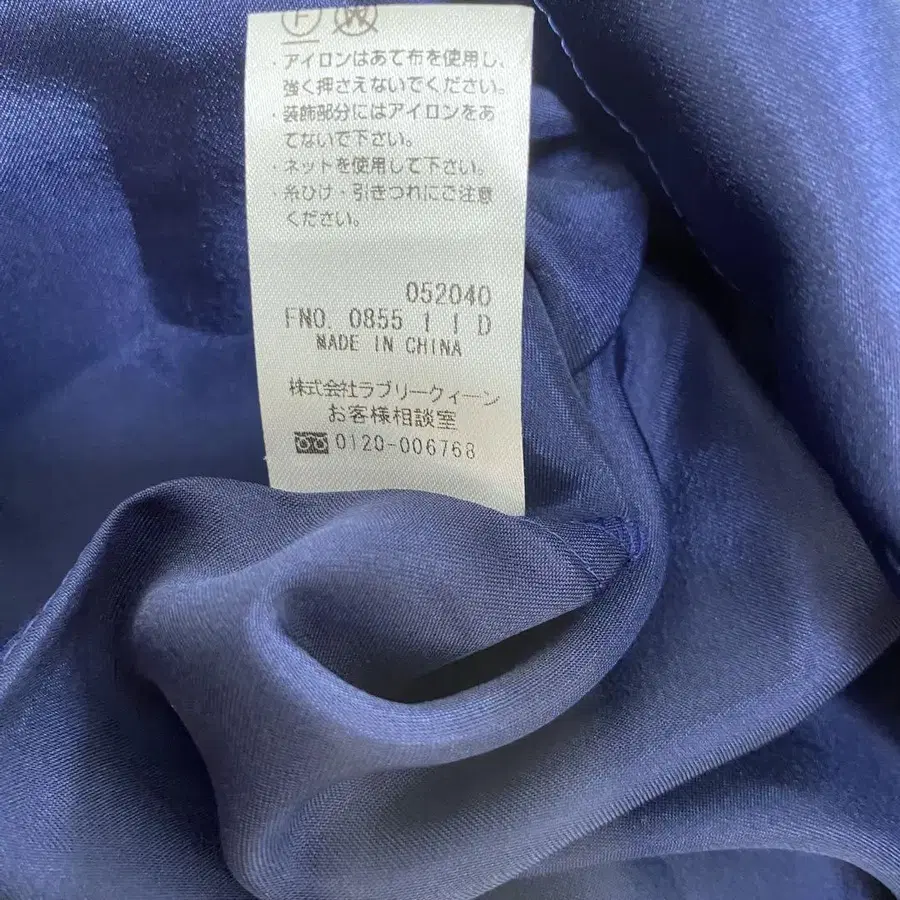 F W
・アイロンはあて布を使用し、
強く押さえないでください。
・装飾部分にはアイロンをあ
てないで下さい。
・ネットを使用して下さい。
・糸ひけ・引きつれにご注意
ください。
052040
FNO. 0855 1 I D
MADE IN CHINA
株式会社ラブリークィーン
お客様相談室
0120-006768